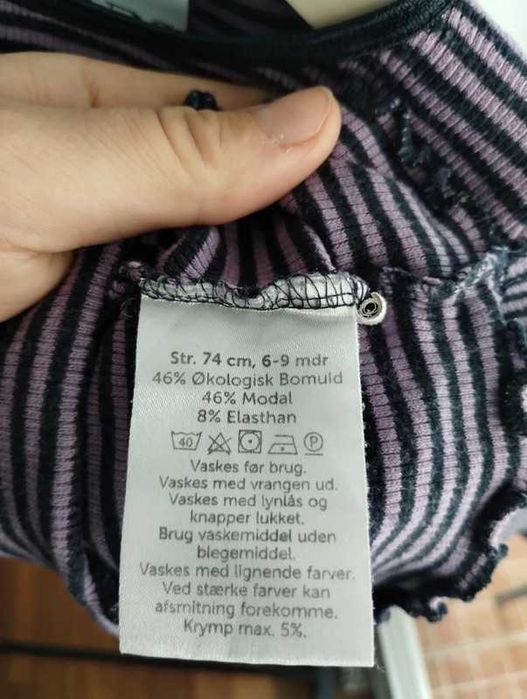 Str. 74 cm, 6-9 mdr
46% Økologisk Bomuld
46% Modal
8% Elasthan
40 P
Vaskes før brug.
Vaskes med vrangen ud.
Vaskes med lynlås og
knapper lukket.
Brug vaskemiddel uden
blegemiddel.
Vaskes med lignende farver.
Ved stærke farver kan
afsmitning forekomme.
Krymp max. 5%.